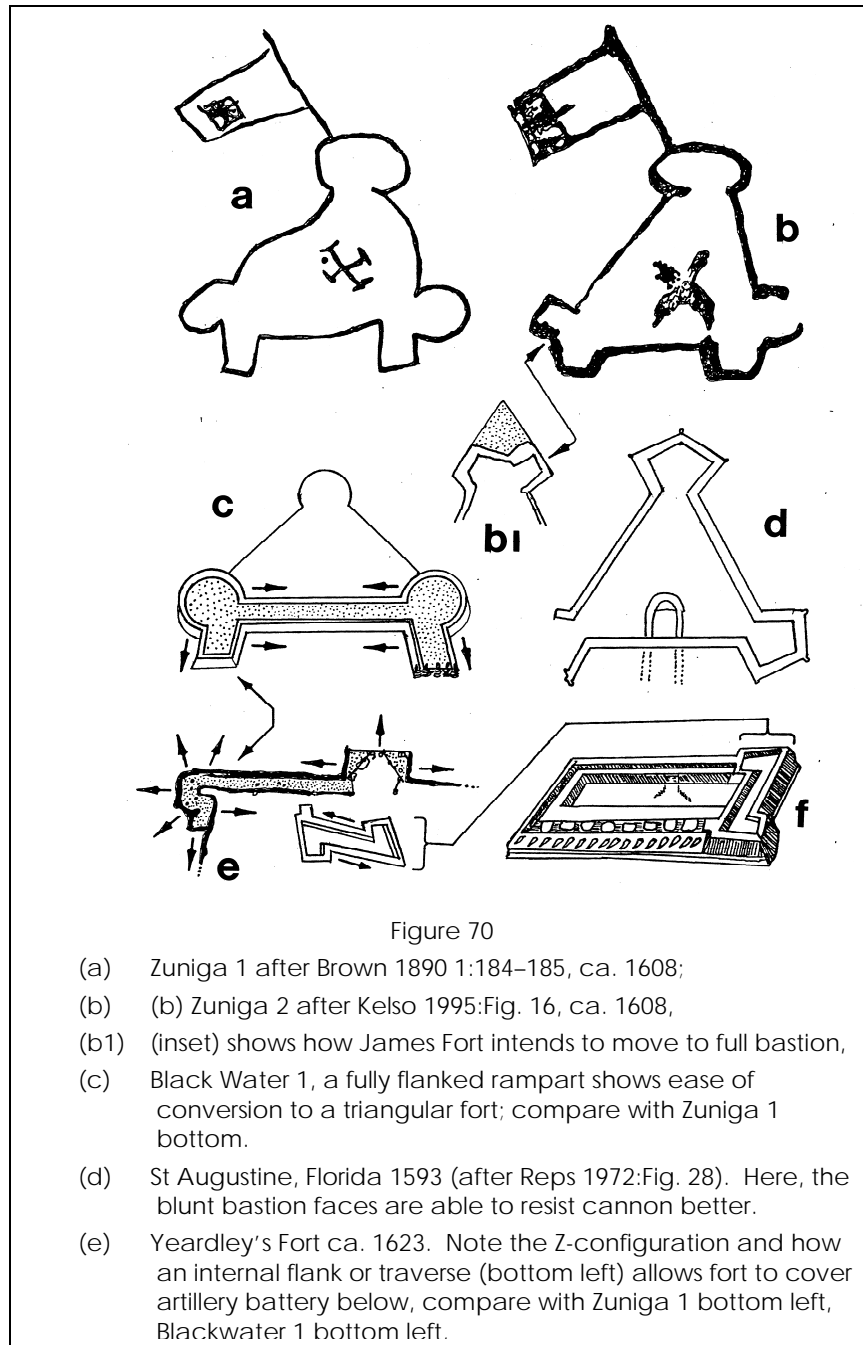 a
b
c
b1
d
e
f
Figure 70
(a) Zuniga 1 after Brown 1890 1:184–185, ca. 1608;
(b) (b) Zuniga 2 after Kelso 1995:Fig. 16, ca. 1608,
(b1) (inset) shows how James Fort intends to move to full bastion,
(c) Black Water 1, a fully flanked rampart shows ease of
conversion to a triangular fort; compare with Zuniga 1
bottom.
(d) St Augustine, Florida 1593 (after Reps 1972:Fig. 28). Here, the
blunt bastion faces are able to resist cannon better.
(e) Yeardley's Fort ca. 1623. Note the Z-configuration and how
an internal flank or traverse (bottom left) allows fort to cover
artillery battery below, compare with Zuniga 1 bottom left,
Blackwater 1 bottom left.